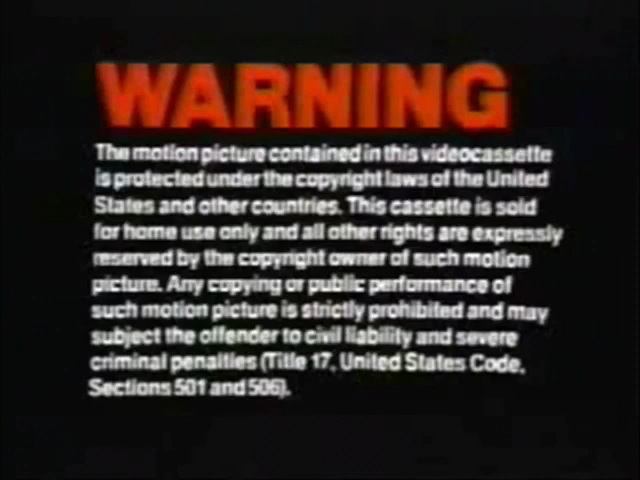 WARNING
The motion picture contained in this videocassette
is protected under the copyright laws of the United
States and other countries. This cassette is sold
for home use only and all other rights are expressly
reserved by the copyright owner of such motion
picture. Any copying or public performance of
such motion picture is strictly prohibited and may
subject the offender to civil liability and severe
criminal penalties (Title 17, United States Code,
Sections 501 and 506).